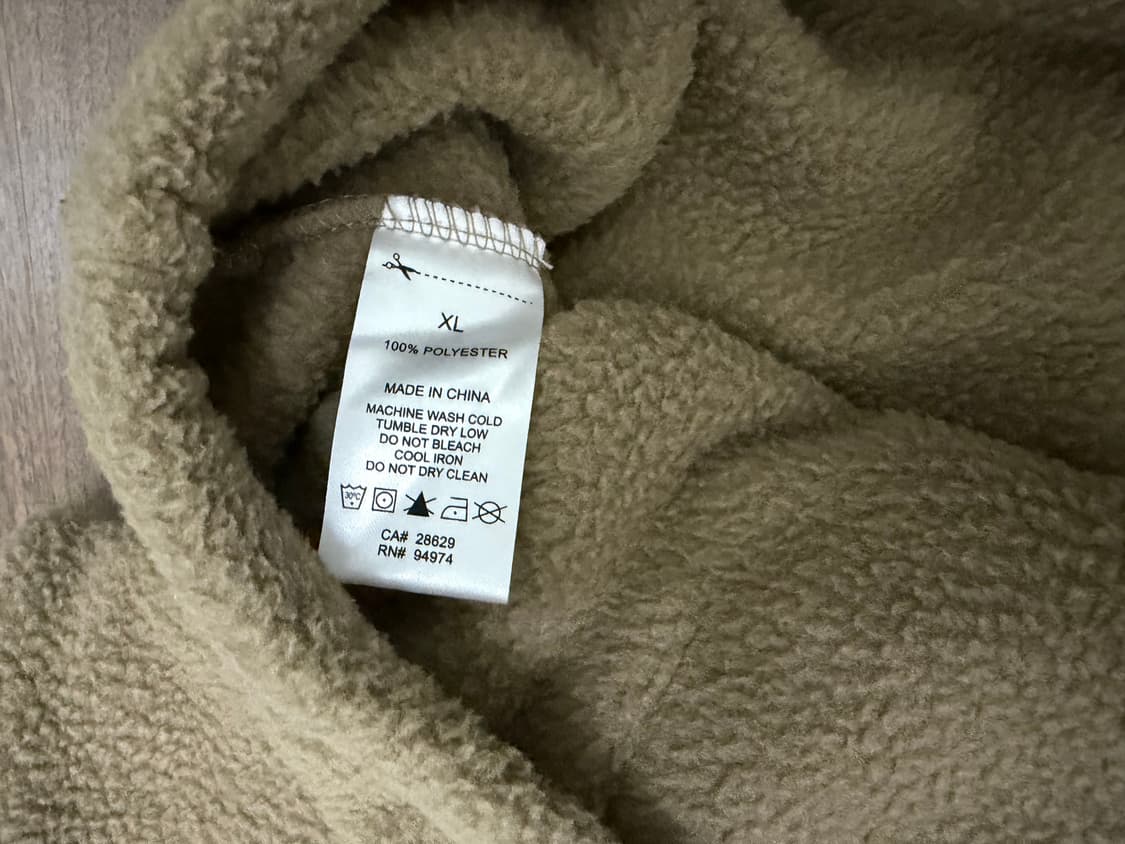 XL
100% POLYESTER
MADE IN CHINA
MACHINE WASH COLD
TUMBLE DRY LOW
DO NOT BLEACH
COOL IRON
DO NOT DRY CLEAN
30°C
CA# 28629
RN# 94974